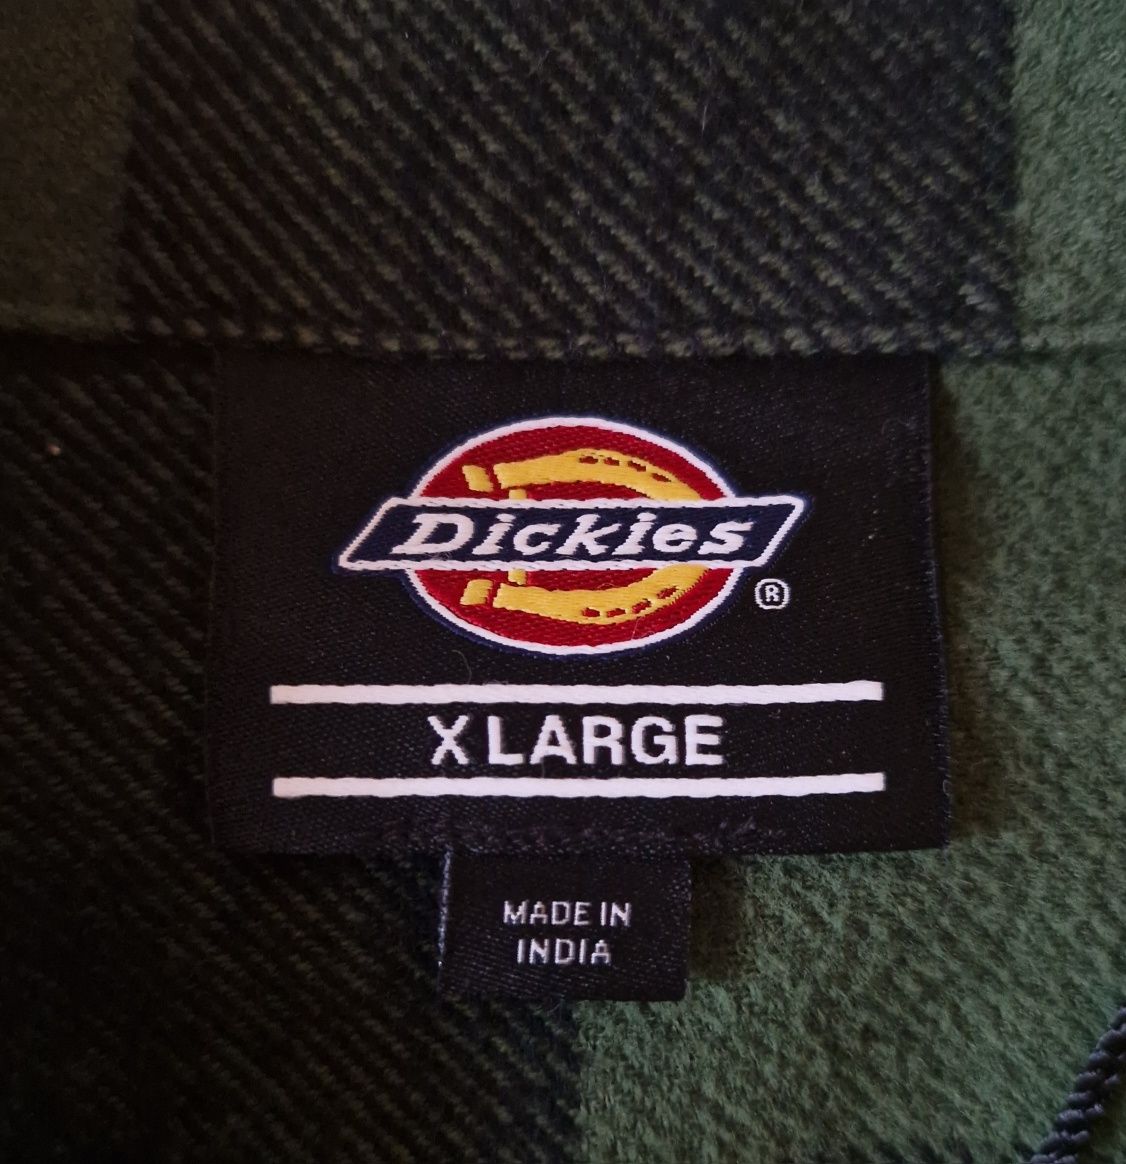 Dickies
®
X LARGE
MADE IN
INDIA